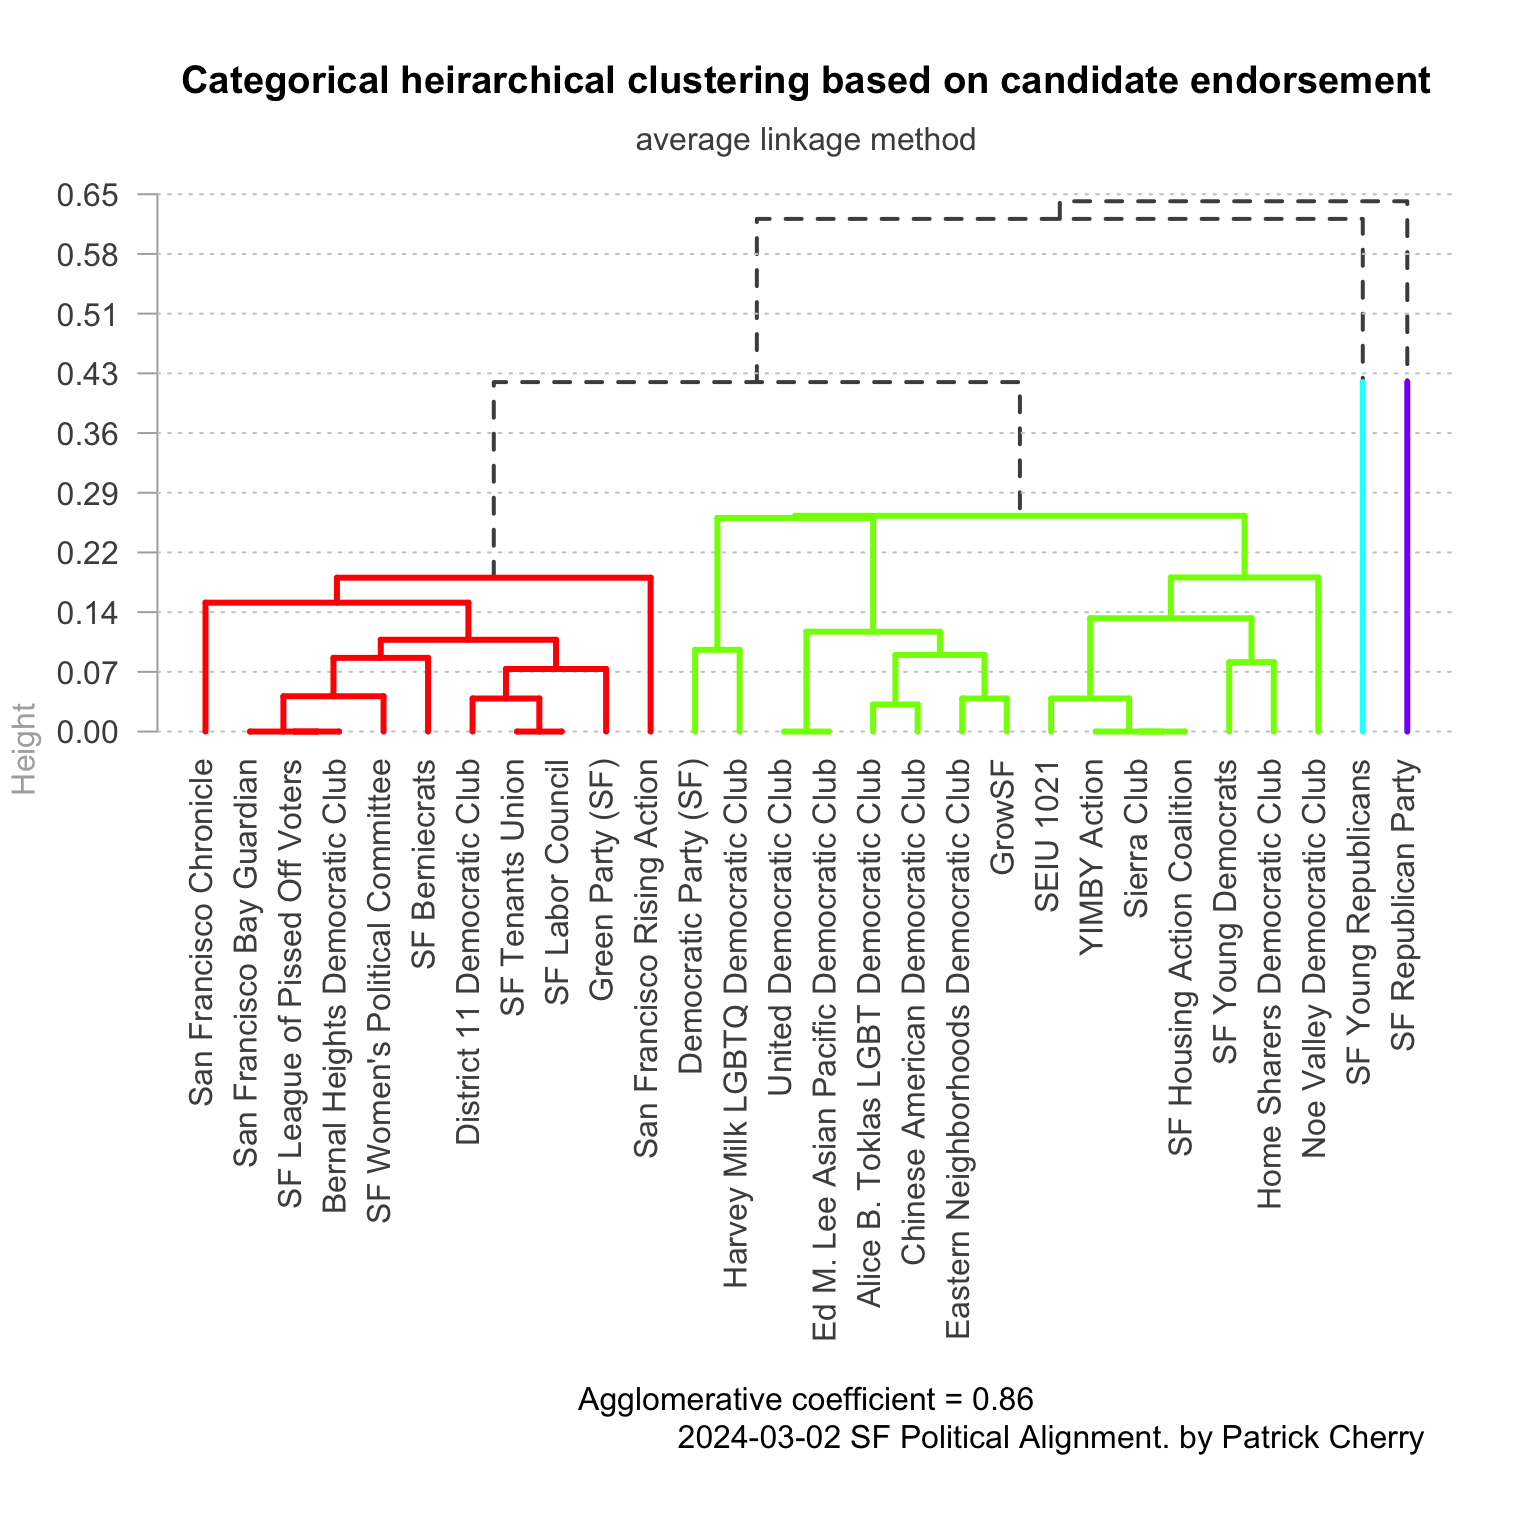 Categorical heirarchical clustering based on candidate endorsement
average linkage method
0.65
0.58
0.51
0.43
0.36
0.29
0.22
0.14
0.07
0.00
Height
San Francisco Chronicle
San Francisco Bay Guardian
SF League of Pissed Off Voters
Bernal Heights Democratic Club
SF Women's Political Committee
SF Berniecrats
District 11 Democratic Club
SF Tenants Union
SF Labor Council
Green Party (SF)
San Francisco Rising Action
Democratic Party (SF)
Harvey Milk LGBTQ Democratic Club
United Democratic Club
Ed M. Lee Asian Pacific Democratic Club
Alice B. Toklas LGBT Democratic Club
Chinese American Democratic Club
Eastern Neighborhoods Democratic Club
GrowSF
SEIU 1021
YIMBY Action
Sierra Club
SF Housing Action Coalition
SF Young Democrats
Home Sharers Democratic Club
Noe Valley Democratic Club
SF Young Republicans
SF Republican Party
Agglomerative coefficient = 0.86
2024-03-02 SF Political Alignment. by Patrick Cherry